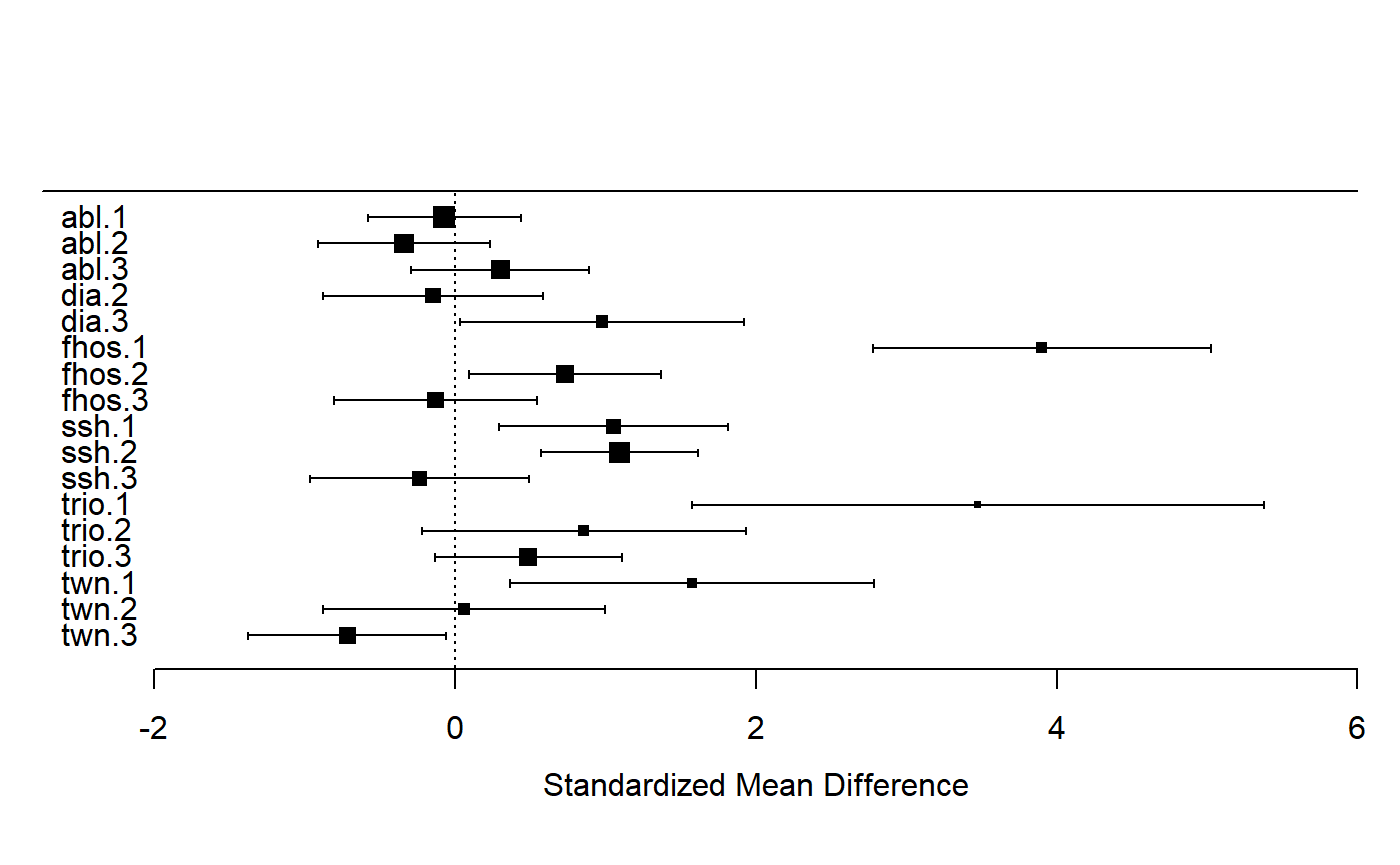 abl.1
abl.2
abl.3
dia.2
dia.3
fhos.1
fhos.2
fhos.3
ssh.1
ssh.2
ssh.3
trio.1
trio.2
trio.3
twn.1
twn.2
twn.3
-2 0 2 4 6
Standardized Mean Difference